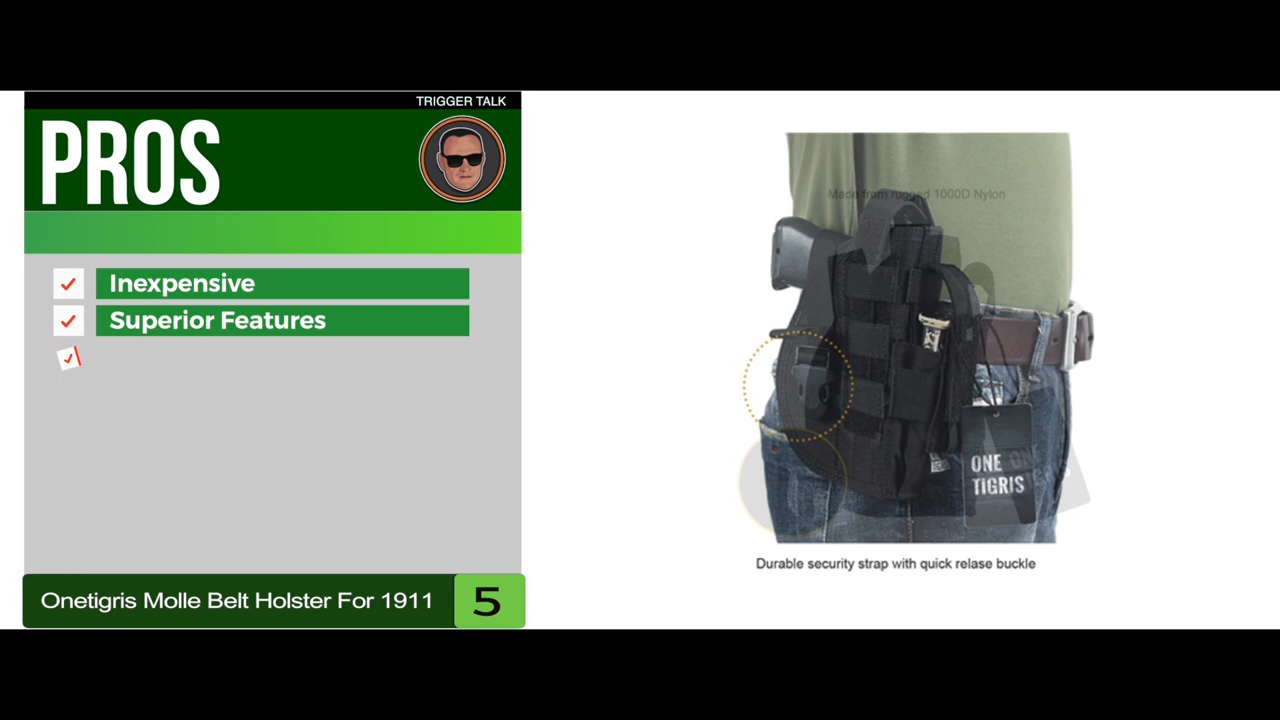 TRIGGER TALK
PROS
Inexpensive
Superior Features
Made from rugged 1000D Nylon
ONE
TIGRIS
Durable security strap with quick relase buckle
Onetigris Molle Belt Holster For 1911
5